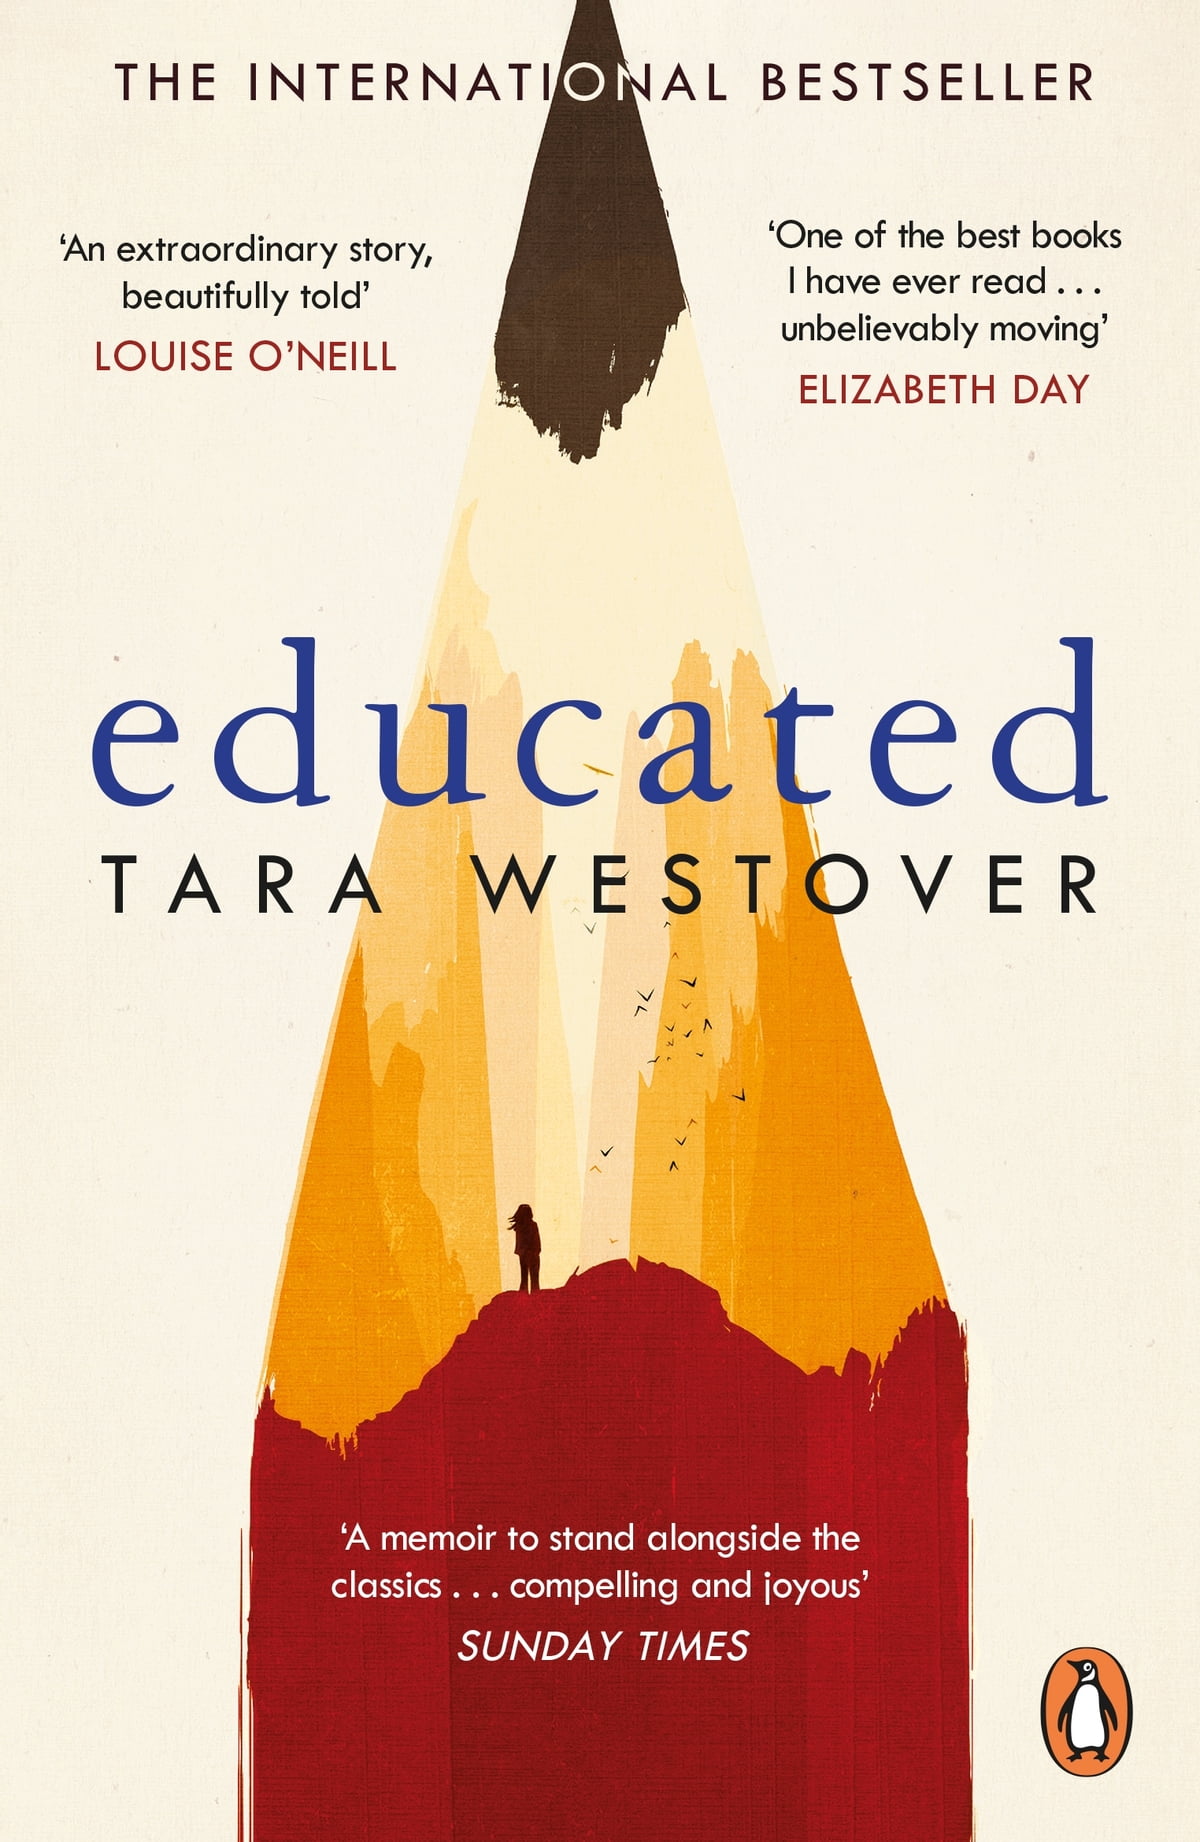 THE INTERNATIONAL BESTSELLER
‘An extraordinary story,
beautifully told’
LOUISE O’NEILL
‘One of the best books
I have ever read . . .
unbelievably moving’
ELIZABETH DAY
educated
TARA WESTOVER
‘A memoir to stand alongside the
classics . . . compelling and joyous’
SUNDAY TIMES